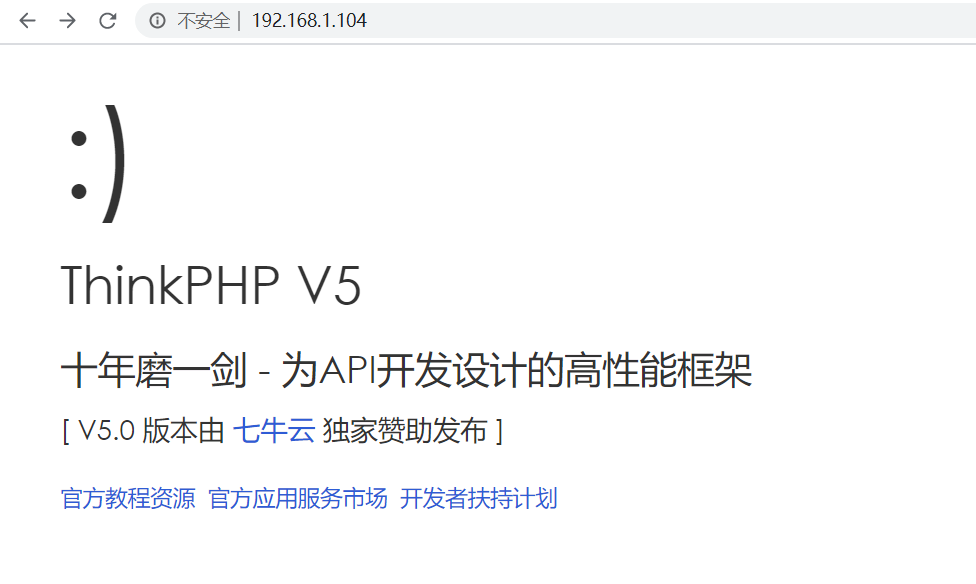 不安全 | 192.168.1.104
:)
ThinkPHP V5
十年磨一剑 - 为API开发设计的高性能框架
[ V5.0 版本由 七牛云 独家赞助发布 ]
官方教程资源 官方应用服务市场 开发者扶持计划